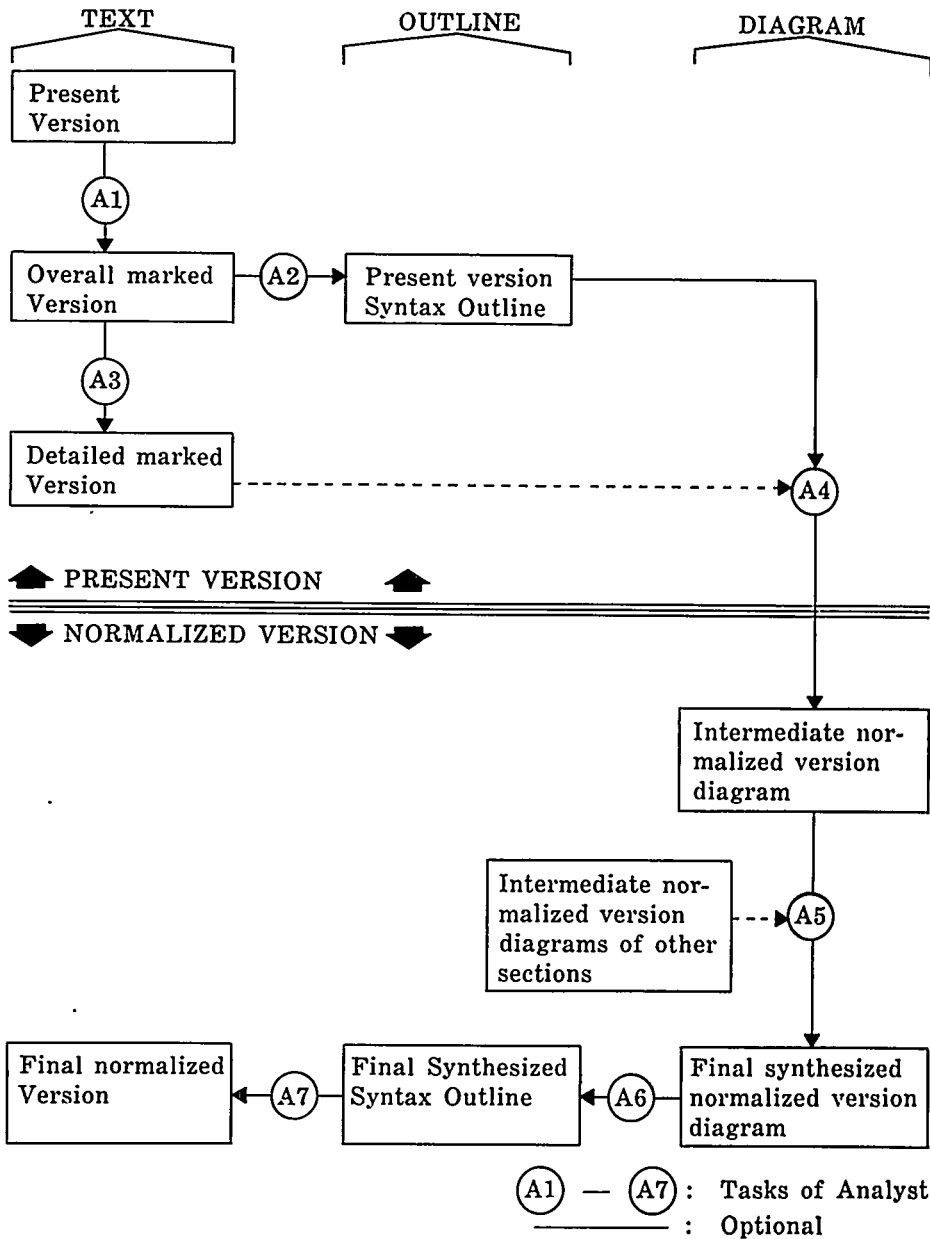 TEXT
OUTLINE
DIAGRAM
Present
Version
A1
Overall marked
Version
A2
Present version
Syntax Outline
A3
Detailed marked
Version
A4
PRESENT VERSION
NORMALIZED VERSION
Intermediate nor-
malized version
diagram
Intermediate nor-
malized version
diagrams of other
sections
A5
Final normalized
Version
A7
Final Synthesized
Syntax Outline
A6
Final synthesized
normalized version
diagram
A1 — A7 : Tasks of Analyst
: Optional